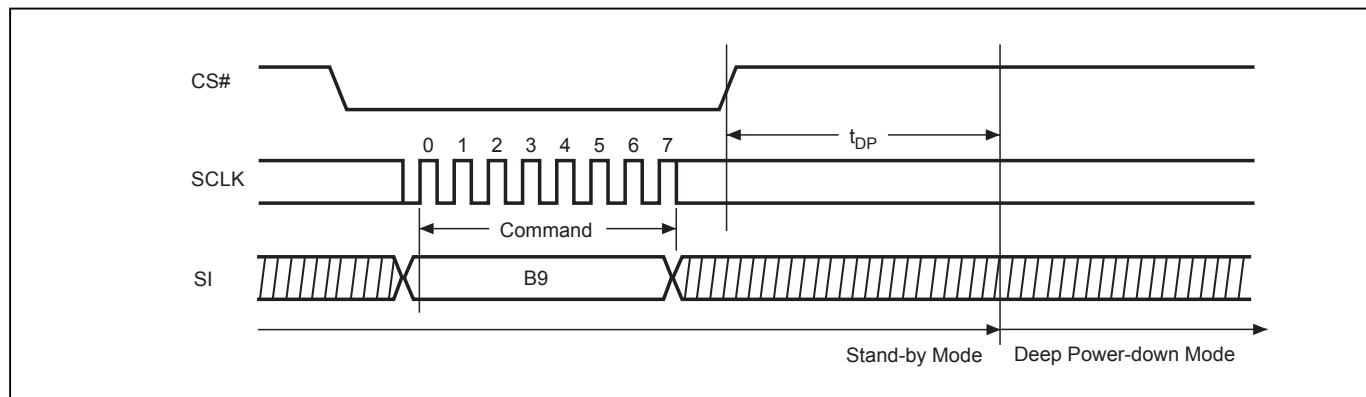 CS#
tDP
0 1 2 3 4 5 6 7
SCLK
Command
SI
B9
Stand-by Mode
Deep Power-down Mode